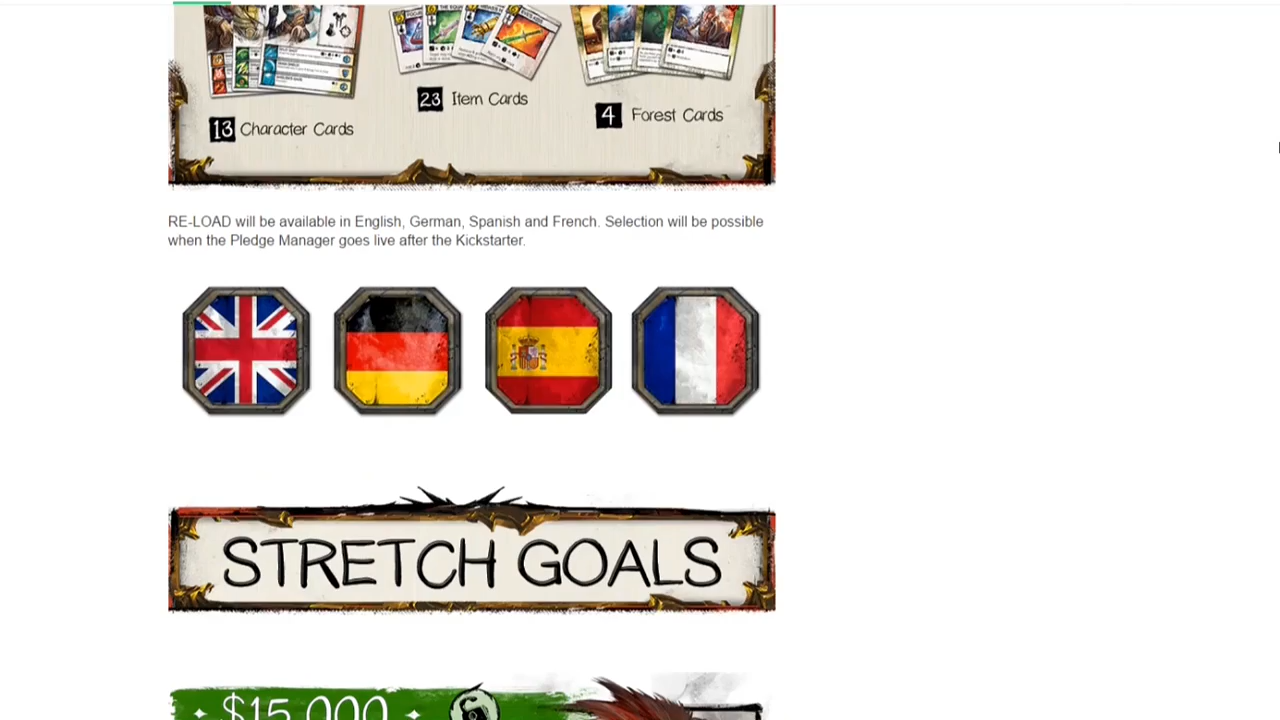 23 Item Cards
4 Forest Cards
13 Character Cards
RE-LOAD will be available in English, German, Spanish and French. Selection will be possible
when the Pledge Manager goes live after the Kickstarter.
STRETCH GOALS
$15,000